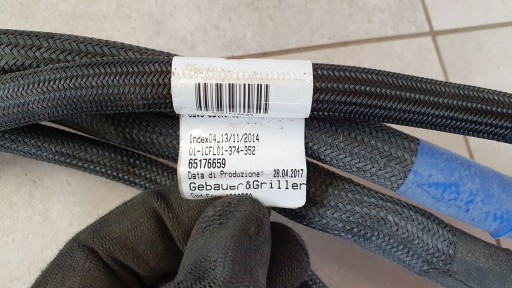 Index04_13/11/2014
01-ICFL01-374-352
65176659
Data di Produzione: 28.04.2017
Gebauer&Griller